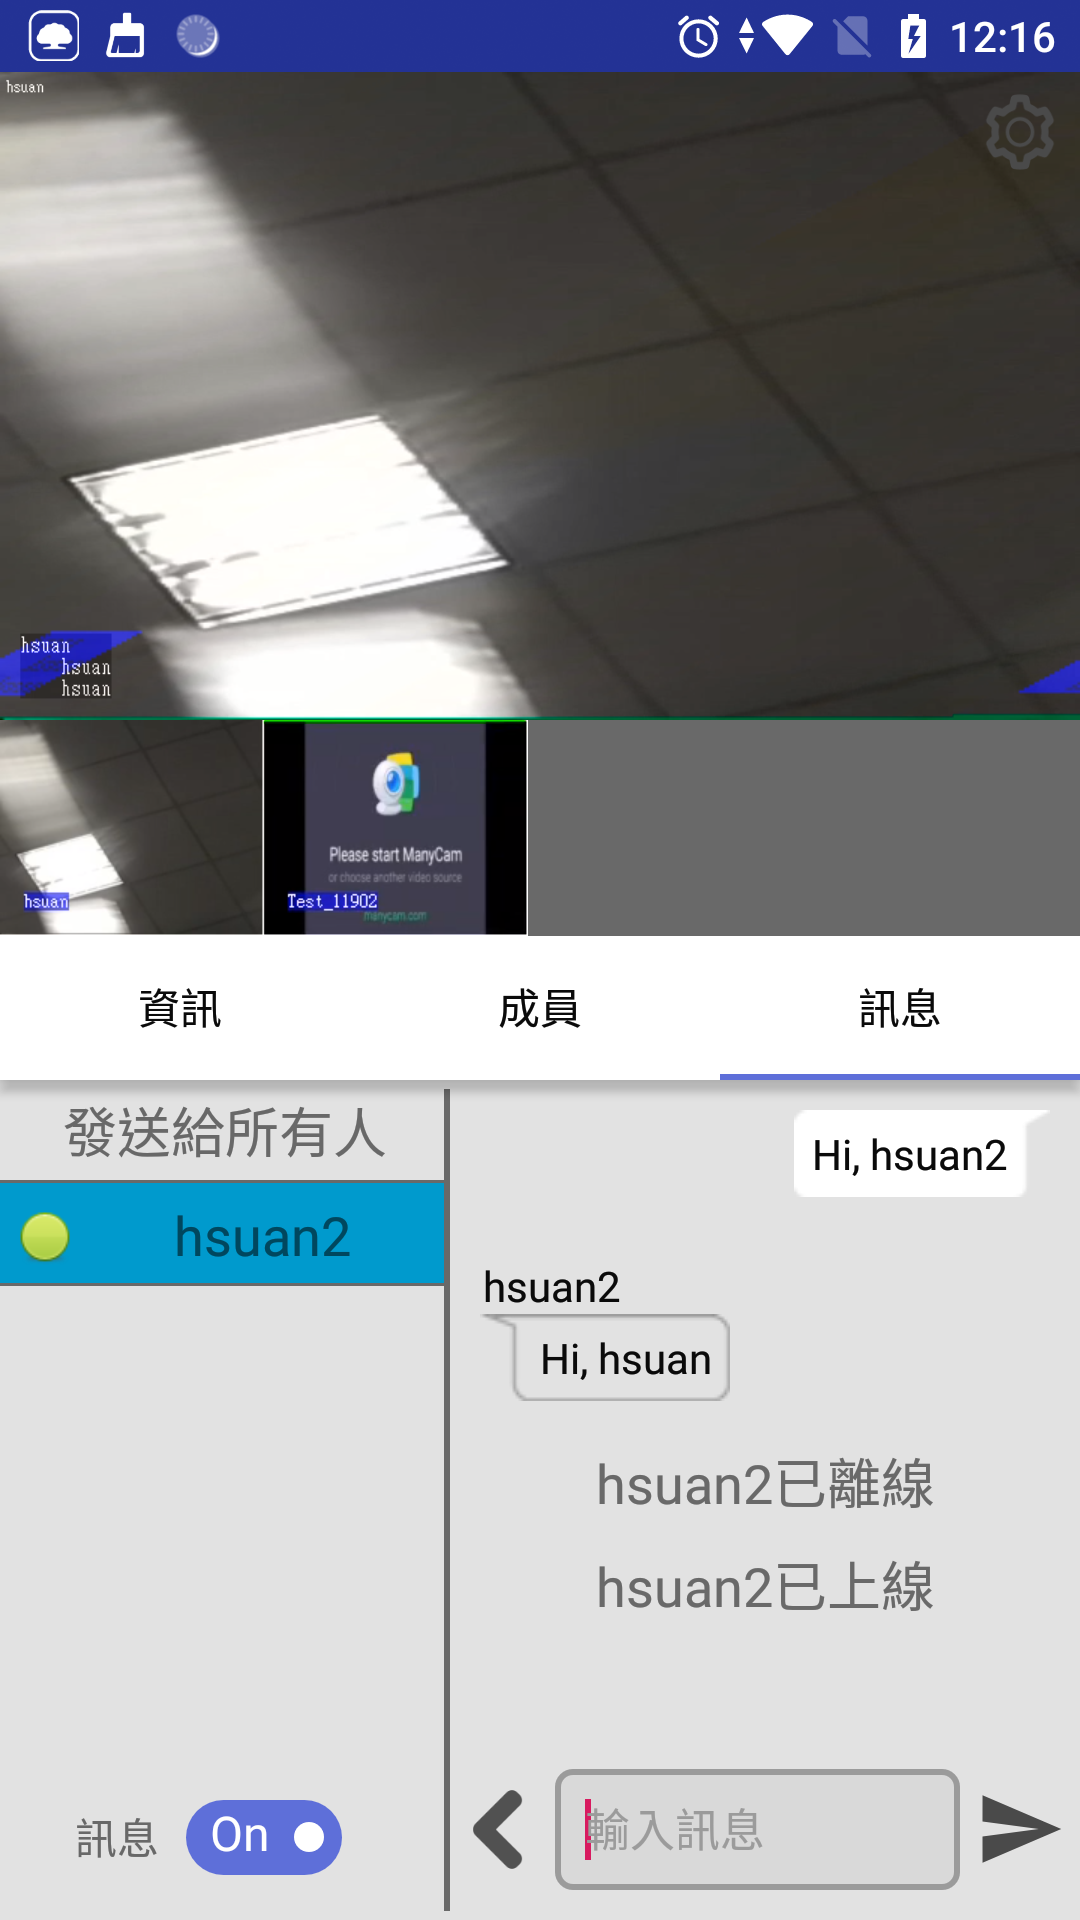 12:16
hsuan
hsuan
hsuan
hsuan
hsuan
Test_11902
Please start ManyCam
or choose another video source
manycam.com
資訊
成員
訊息
發送給所有人
hsuan2
Hi, hsuan2
hsuan2
Hi, hsuan
hsuan2已離線
hsuan2已上線
訊息
On
輸入訊息